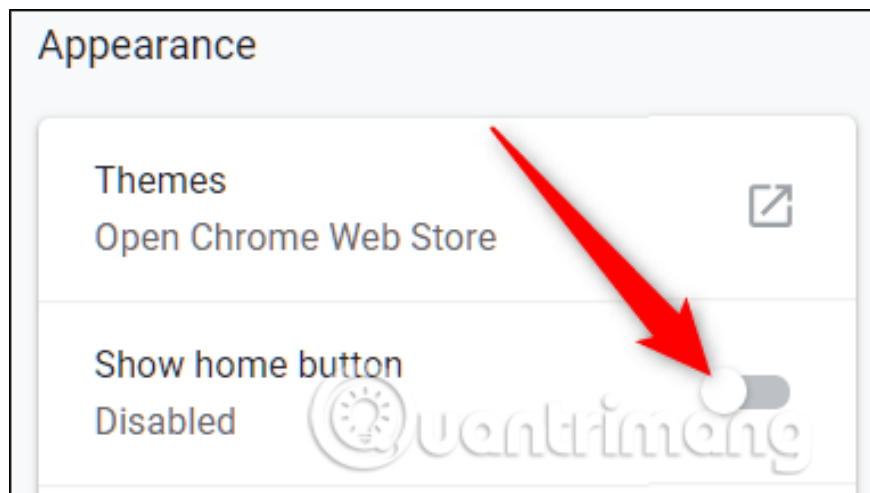 Appearance
Themes
Open Chrome Web Store
Show home button
Disabled
Quantrimang